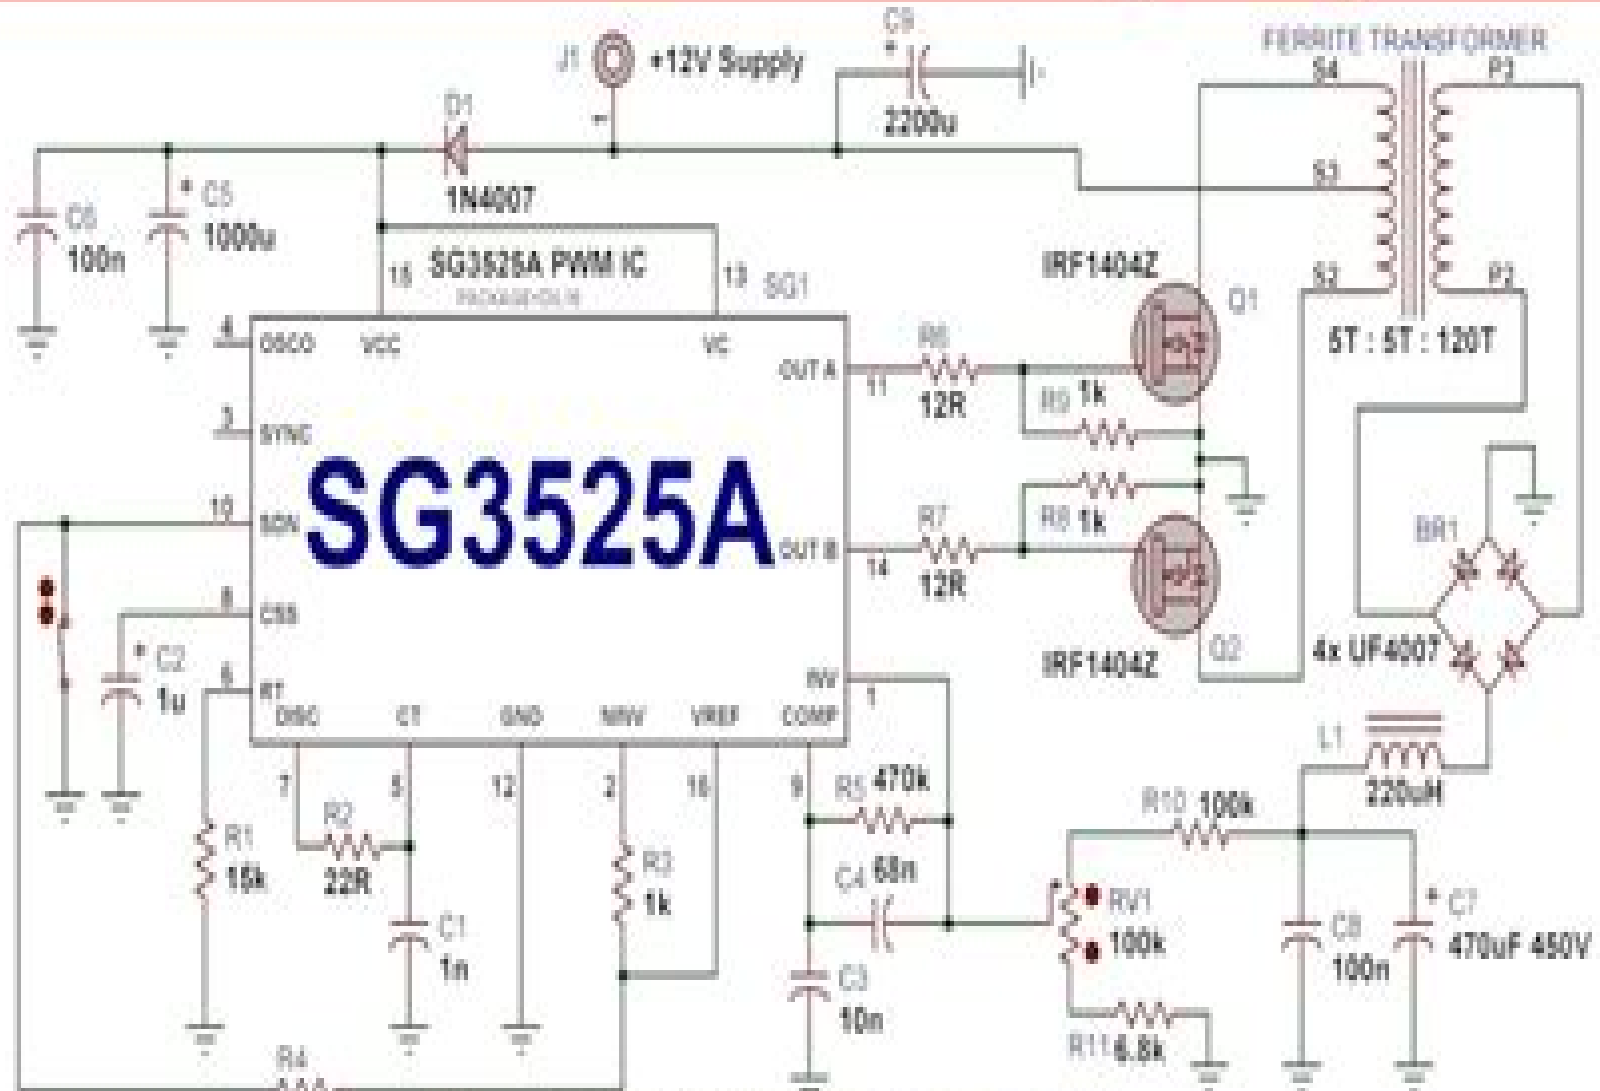 C9
FERRITE TRANSFORMER
J1
+12V Supply
S4
P3
D1
1
2200u
1N4007
C6
100n
C5
1000u
S3
IRF1404Z
15
SG3525A PWM IC
13
SG1
S2
P2
Q1
4
OSCO
VCC
VC
OUT A
11
R6
12R
5T : 5T : 120T
R9
1k
3
SYNC
SG3525A
10
SDN
R7
R8
1k
BR1
OUT B
14
12R
8
CSS
C2
1u
IRF1404Z
Q2
4x UF4007
6
RT
INV
1
DISC
CT
GND
NINV
VREF
COMP
L1
220uH
7
5
12
2
16
9
R5
470k
R10
100k
R1
15k
R2
22R
R3
1k
C4
68n
C1
1n
RV1
100k
C8
100n
C7
470uF 450V
C3
10n
R11
6.8k
R4